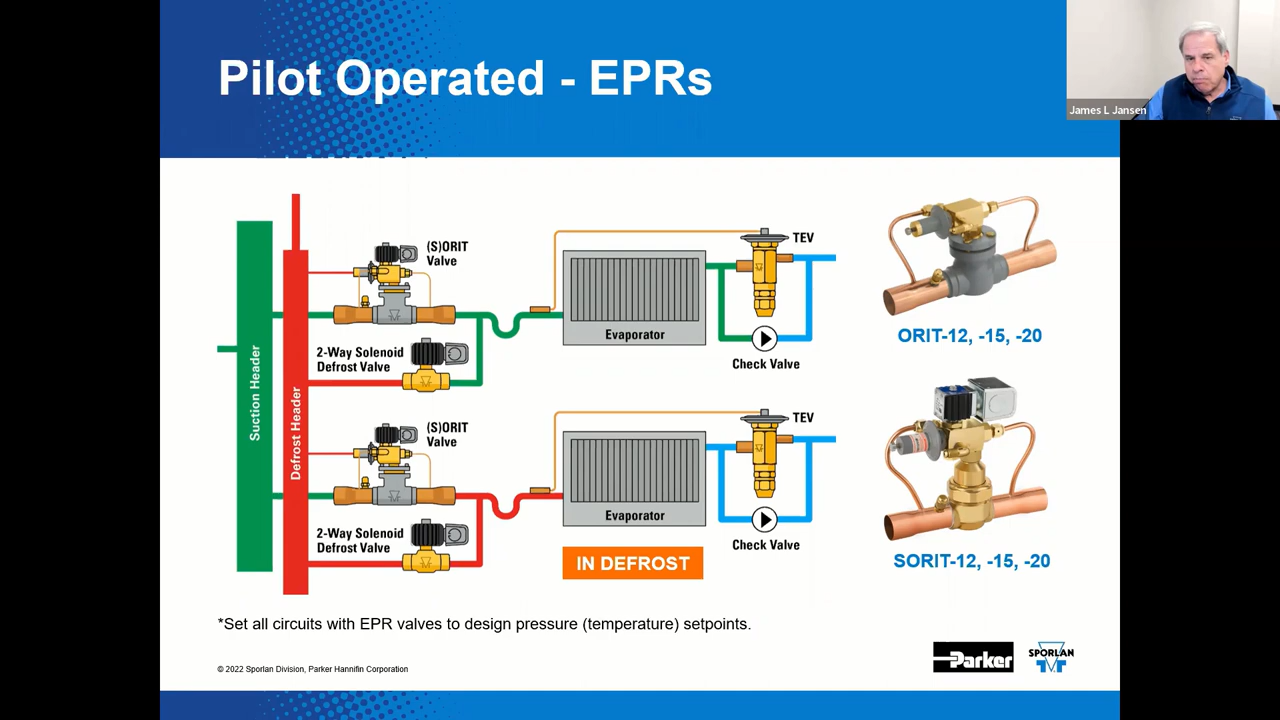 Pilot Operated - EPRs
James L Jansen
(S)ORIT
Valve
TEV
2-Way Solenoid
Defrost Valve
Evaporator
Check Valve
ORIT-12, -15, -20
Suction Header
Defrost Header
(S)ORIT
Valve
TEV
2-Way Solenoid
Defrost Valve
Evaporator
Check Valve
IN DEFROST
SORIT-12, -15, -20
*Set all circuits with EPR valves to design pressure (temperature) setpoints.
© 2022 Sporlan Division, Parker Hannifin Corporation
Parker
SPORLAN